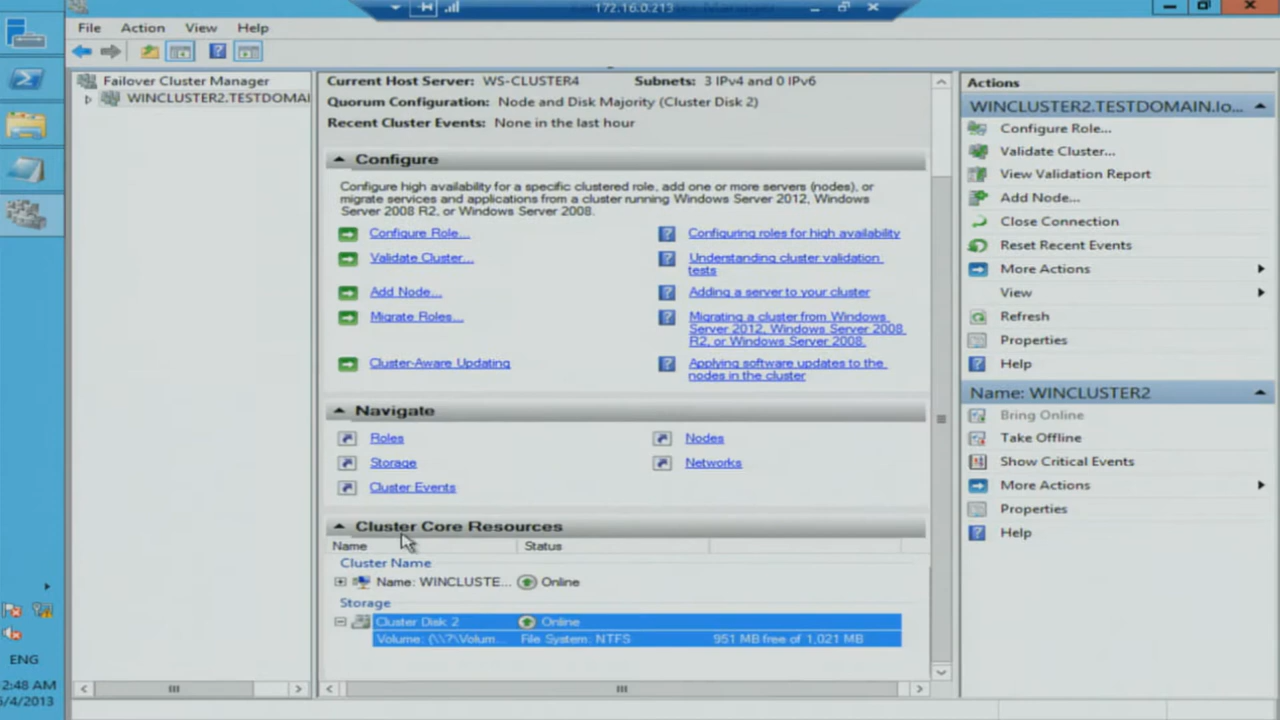 172.16.0.213
File Action View Help
Failover Cluster Manager
WINCLUSTER2.TESTDOMAI
Current Host Server: WS-CLUSTER4 Subnets: 3 IPv4 and 0 IPv6
Quorum Configuration: Node and Disk Majority (Cluster Disk 2)
Recent Cluster Events: None in the last hour
Configure
Configure high availability for a specific clustered role, add one or more servers (nodes), or
migrate services and applications from a cluster running Windows Server 2012, Windows
Server 2008 R2, or Windows Server 2008.
Configure Role...
Configuring roles for high availability
Validate Cluster...
Understanding cluster validation
tests
Add Node...
Adding a server to your cluster
Migrate Roles...
Migrating a cluster from Windows
Server 2012, Windows Server 2008
R2, or Windows Server 2008.
Cluster-Aware Updating
Applying software updates to the
nodes in the cluster
Navigate
Roles Nodes
Storage Networks
Cluster Events
Cluster Core Resources
Name Status
Cluster Name
Name: WINCLUSTE... Online
Storage
Cluster Disk 2 Online
Volume: (\\?\Volum... File System: NTFS 951 MB free of 1,021 MB
Actions
WINCLUSTER2.TESTDOMAIN.lo...
Configure Role...
Validate Cluster...
View Validation Report
Add Node...
Close Connection
Reset Recent Events
More Actions
View
Refresh
Properties
Help
Name: WINCLUSTER2
Bring Online
Take Offline
Show Critical Events
More Actions
Properties
Help
ENG
2:48 AM
/4/2013